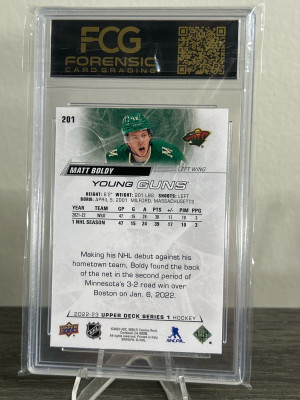 FCG
FORENSIC
CARD GRADING
201
MATT BOLDY
LEFT WING
YOUNG GUNS
HEIGHT: 6'2" WEIGHT: 201 LBS. SHOOTS: LEFT
BORN: APRIL 5, 2001 MILFORD, MASSACHUSETTS
YEAR TEAM GP G A PTS +/- PIM PPG
2021-22 WILD 47 15 24 39 17 10 3
1 NHL SEASON 47 15 24 39 17 10 3
Making his NHL debut against his
hometown team, Boldy found the back
of the net in the second period of
Minnesota's 3-2 road win over
Boston on Jan. 6, 2022.
2022-23 UPPER DECK SERIES 1 HOCKEY
NHL
NHLPA